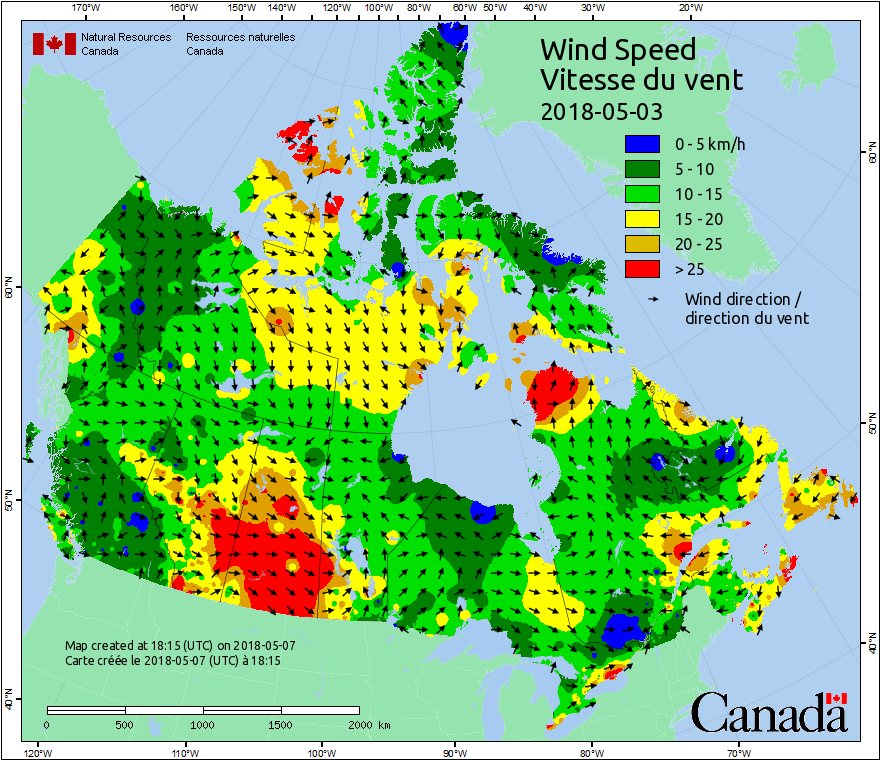 170°W 160°W 150°W 140°W 120°W 100°W 80°W 60°W 50°W 40°W 30°W 20°W
Natural Resources Ressources naturelles
Canada Canada
Wind Speed
Vitesse du vent
2018-05-03
0 - 5 km/h
5 - 10
10 - 15
15 - 20
20 - 25
> 25
Wind direction /
direction du vent
60°N
60°N
50°N
50°N
40°N
40°N
Map created at 18:15 (UTC) on 2018-05-07
Carte créée le 2018-05-07 (UTC) à 18:15
0 500 1000 1500 2000 km
Canada
120°W 110°W 100°W 90°W 80°W 70°W